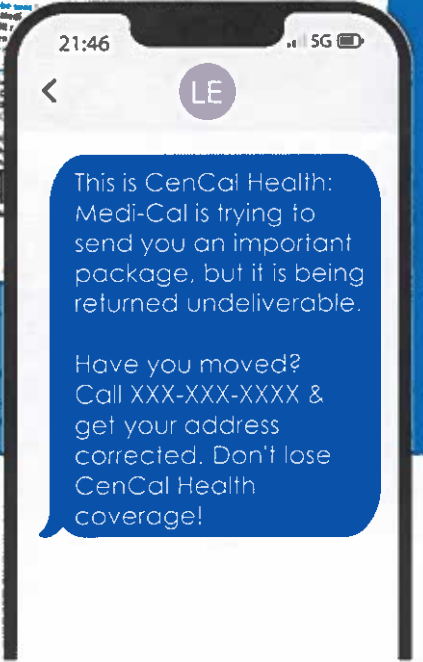 21:46
5G
LE
This is CenCal Health:
Medi-Cal is trying to
send you an important
package, but it is being
returned undeliverable.
Have you moved?
Call XXX-XXX-XXXX &
get your address
corrected. Don't lose
CenCal Health
coverage!